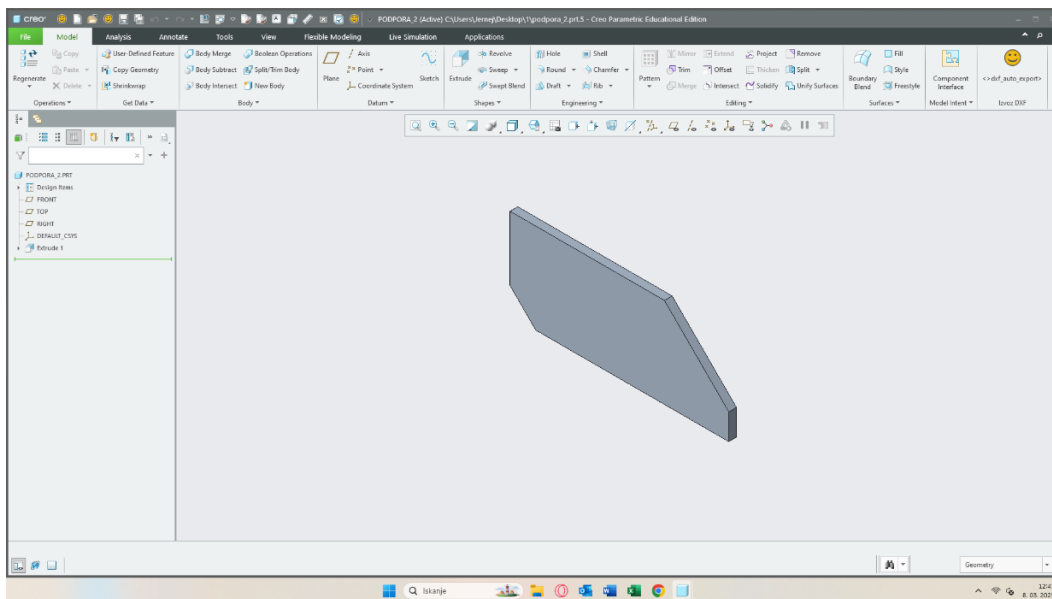 creo PODPORA_2 (Active) C:\Users\Jernej\Desktop\1\podpora_2.prt.5 - Creo Parametric Educational Edition
File Model Analysis Annotate Tools View Flexible Modeling Live Simulation Applications
Copy User-Defined Feature Body Merge Boolean Operations Axis Revolve Hole Shell Mirror Extend Project Remove Fill
Paste Copy Geometry Body Subtract Split/Trim Body Point Sweep Round Chamfer Trim Offset Thicken Split Style
Regenerate Delete Shrinkwrap Body Intersect New Body Plane Coordinate System Sketch Extrude Swept Blend Draft Rib Pattern Merge Intersect Solidify Unify Surfaces Boundary Blend Freestyle Component Interface <>dxf_auto_export>
Operations Get Data Body Datum Shapes Engineering Editing Surfaces Model Intent Izvoz DXF
PODPORA_2.PRT
Design Items
FRONT
TOP
RIGHT
DEFAULT_CSYS
Extrude 1
Geometry
Iskanje
8. 03. 202